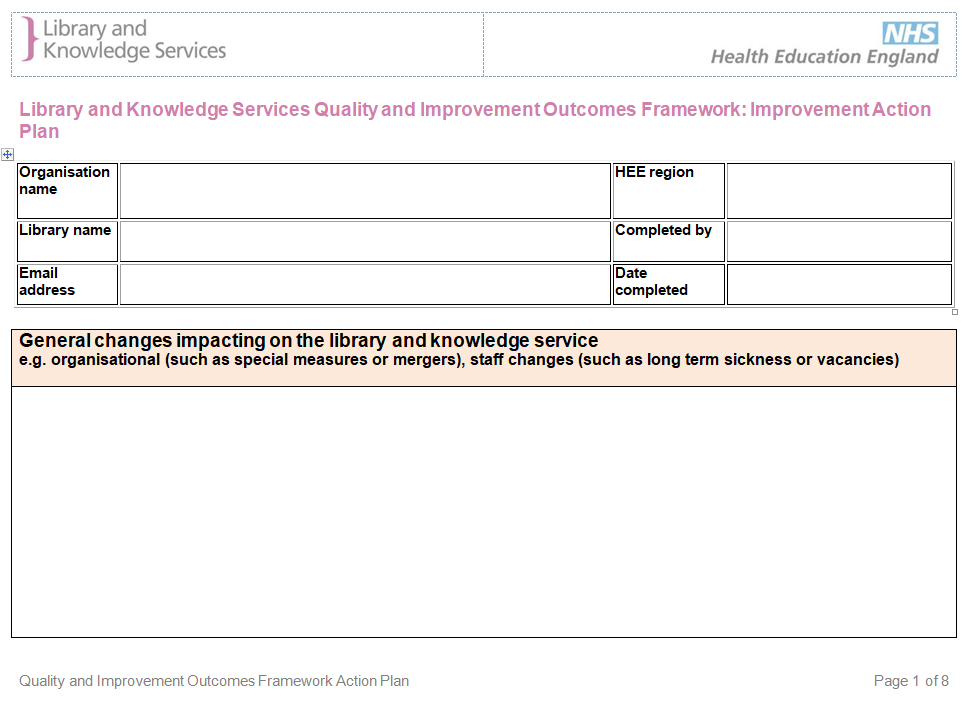 Library and
Knowledge Services
NHS
Health Education England
Library and Knowledge Services Quality and Improvement Outcomes Framework: Improvement Action
Plan
Organisation
name
HEE region
Library name
Completed by
Email
address
Date
completed
General changes impacting on the library and knowledge service
e.g. organisational (such as special measures or mergers), staff changes (such as long term sickness or vacancies)
Quality and Improvement Outcomes Framework Action Plan
Page 1 of 8